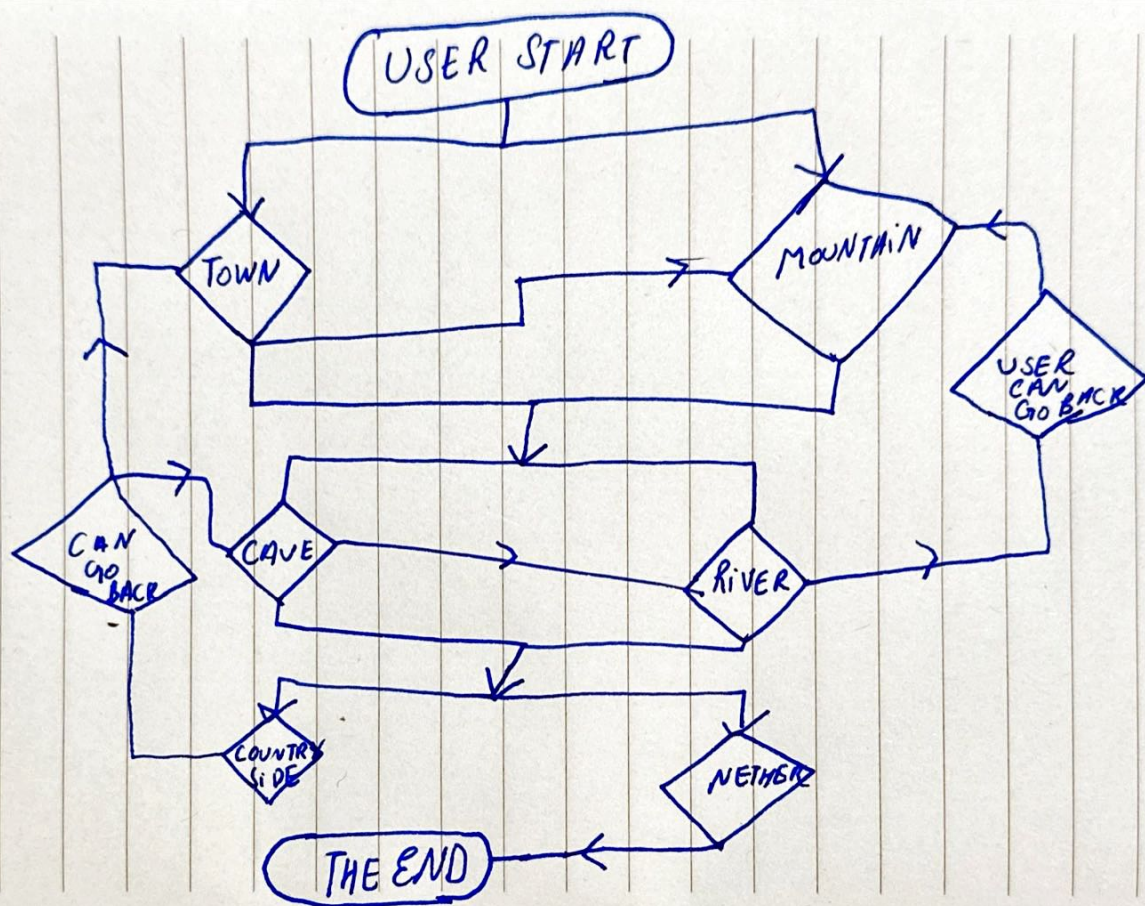 USER START
TOWN
MOUNTAiN
USER
CAN
GO BACK
CAN
GO
BACK
CAVE
RiVER
COUNTRY
SiDE
NETHER
THE END